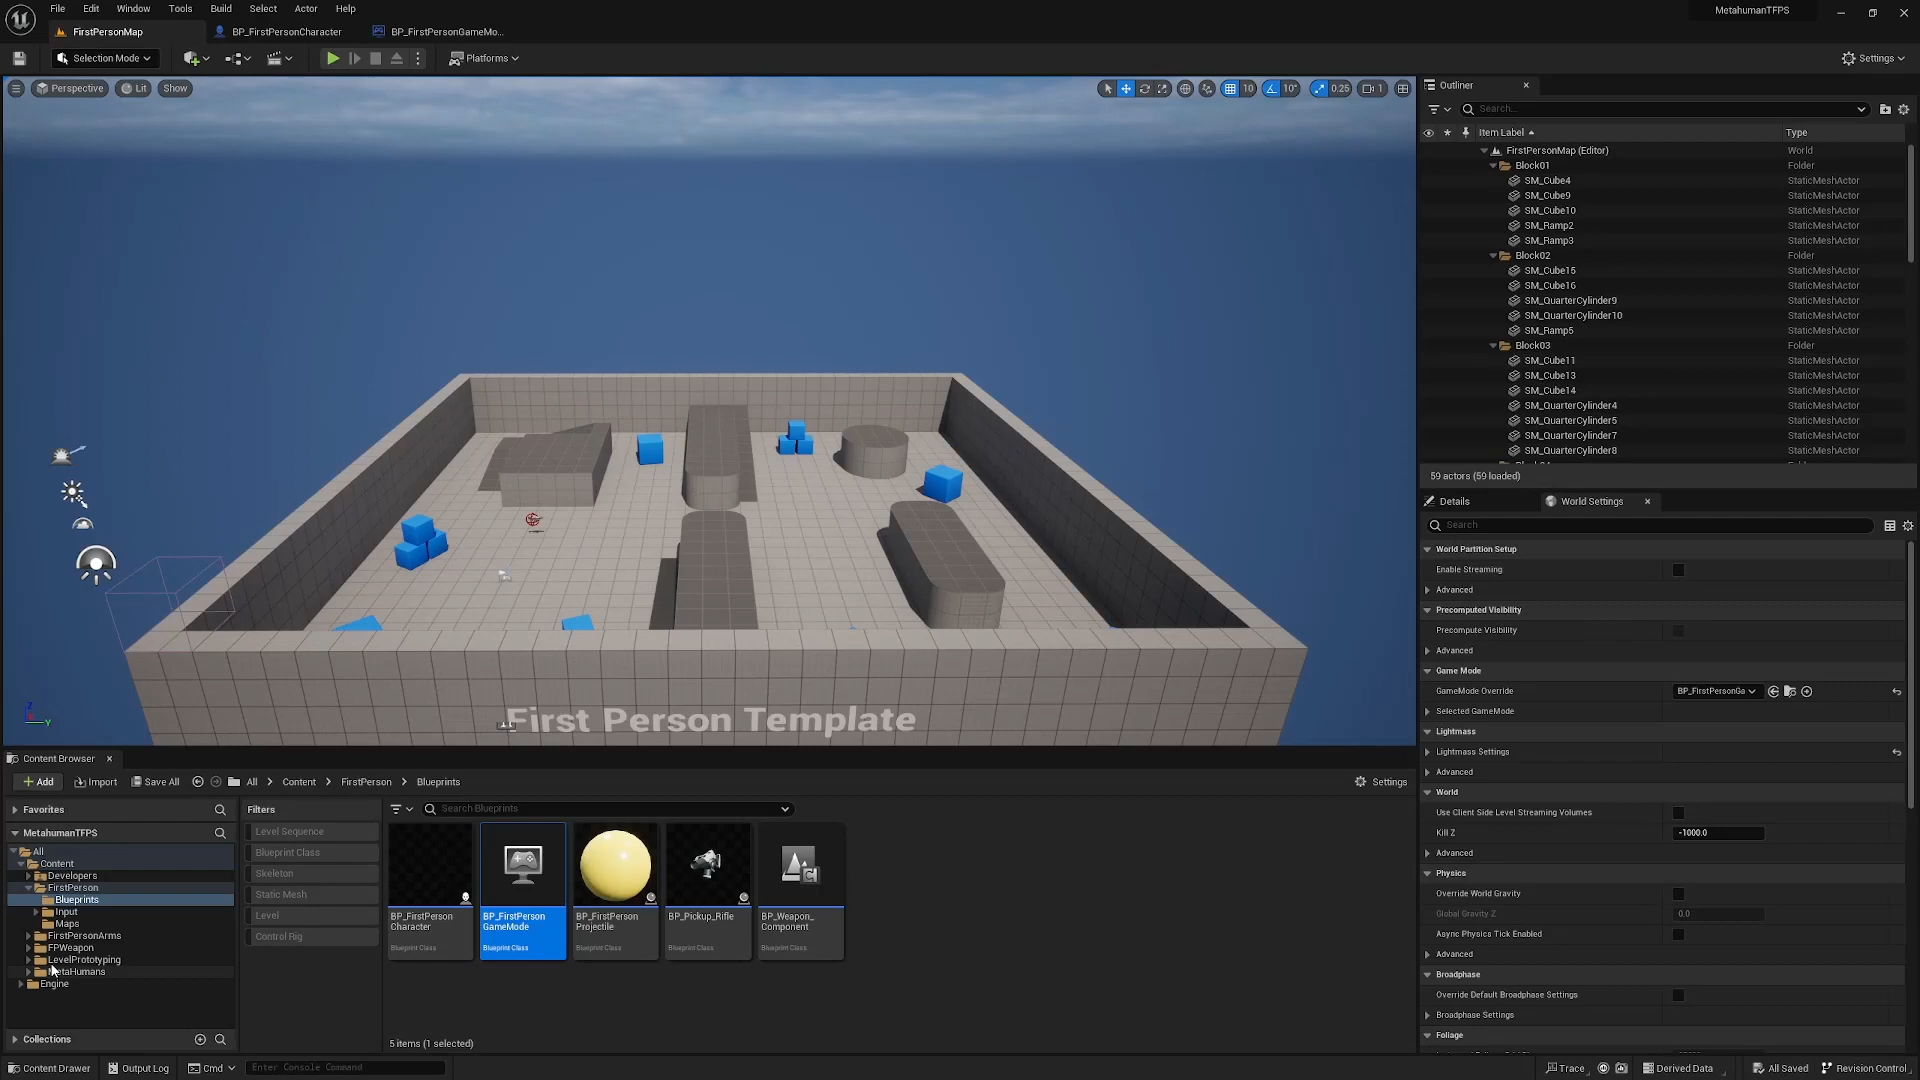 File Edit Window Tools Build Select Actor Help
MetahumanTFPS
FirstPersonMap
BP_FirstPersonCharacter
BP_FirstPersonGameMo...
Selection Mode
Platforms
Settings
Perspective
Lit
Show
10
10°
0.25
1
First Person Template
Outliner
Search...
Item Label
Type
FirstPersonMap (Editor) World
Block01 Folder
SM_Cube4 StaticMeshActor
SM_Cube9 StaticMeshActor
SM_Cube10 StaticMeshActor
SM_Ramp2 StaticMeshActor
SM_Ramp3 StaticMeshActor
Block02 Folder
SM_Cube15 StaticMeshActor
SM_Cube16 StaticMeshActor
SM_QuarterCylinder9 StaticMeshActor
SM_QuarterCylinder10 StaticMeshActor
SM_Ramp5 StaticMeshActor
Block03 Folder
SM_Cube11 StaticMeshActor
SM_Cube13 StaticMeshActor
SM_Cube14 StaticMeshActor
SM_QuarterCylinder4 StaticMeshActor
SM_QuarterCylinder5 StaticMeshActor
SM_QuarterCylinder7 StaticMeshActor
SM_QuarterCylinder8 StaticMeshActor
59 actors (59 loaded)
Details
World Settings
Search
World Partition Setup
Enable Streaming
Advanced
Precomputed Visibility
Precompute Visibility
Advanced
Game Mode
GameMode Override BP_FirstPersonGa
Selected GameMode
Lightmass
Lightmass Settings
Advanced
World
Use Client Side Level Streaming Volumes
Kill Z -1000.0
Advanced
Physics
Override World Gravity
Global Gravity Z 0.0
Async Physics Tick Enabled
Advanced
Broadphase
Override Default Broadphase Settings
Broadphase Settings
Foliage
Content Browser
Add
Import
Save All
All
Content
FirstPerson
Blueprints
Settings
Favorites
MetahumanTFPS
All
Content
Developers
FirstPerson
Blueprints
Input
Maps
FirstPersonArms
FPWeapon
LevelPrototyping
MetaHumans
Engine
Collections
Filters
Level Sequence
Blueprint Class
Skeleton
Static Mesh
Level
Control Rig
Search Blueprints
BP_FirstPerson
Character
Blueprint Class
BP_FirstPerson
GameMode
Blueprint Class
BP_FirstPerson
Projectile
Blueprint Class
BP_Pickup_Rifle
Blueprint Class
BP_Weapon_
Component
Blueprint Class
5 items (1 selected)
Content Drawer
Output Log
Cmd
Enter Console Command
Trace
Derived Data
All Saved
Revision Control